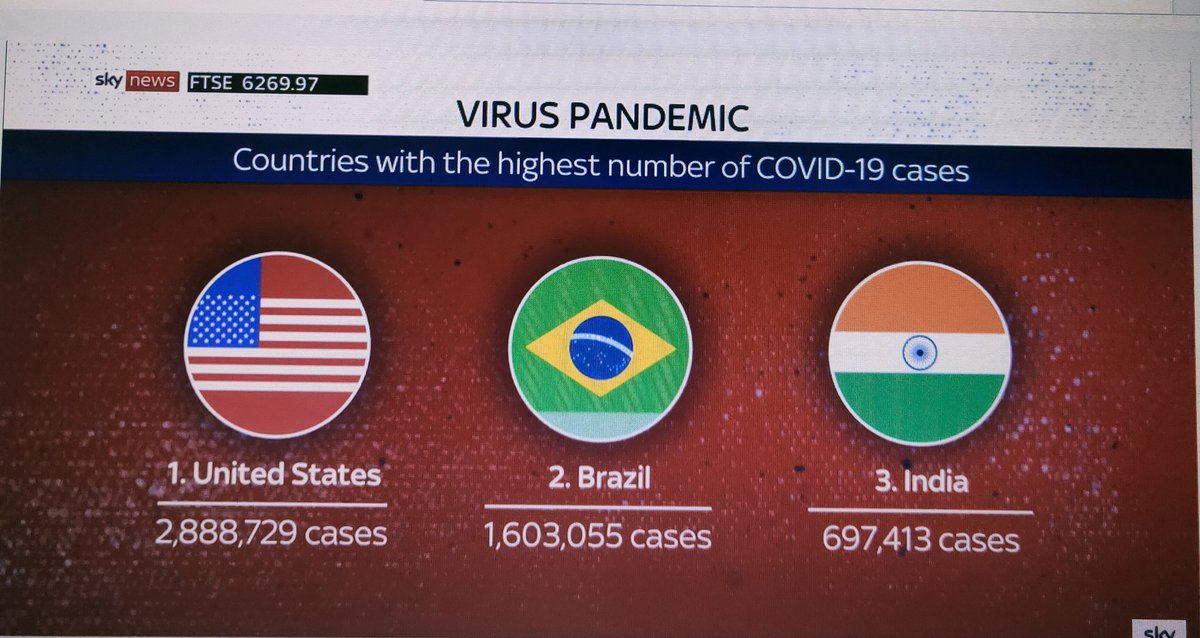 sky news FTSE 6269.97
VIRUS PANDEMIC
Countries with the highest number of COVID-19 cases
1. United States
2,888,729 cases
2. Brazil
1,603,055 cases
3. India
697,413 cases
sky